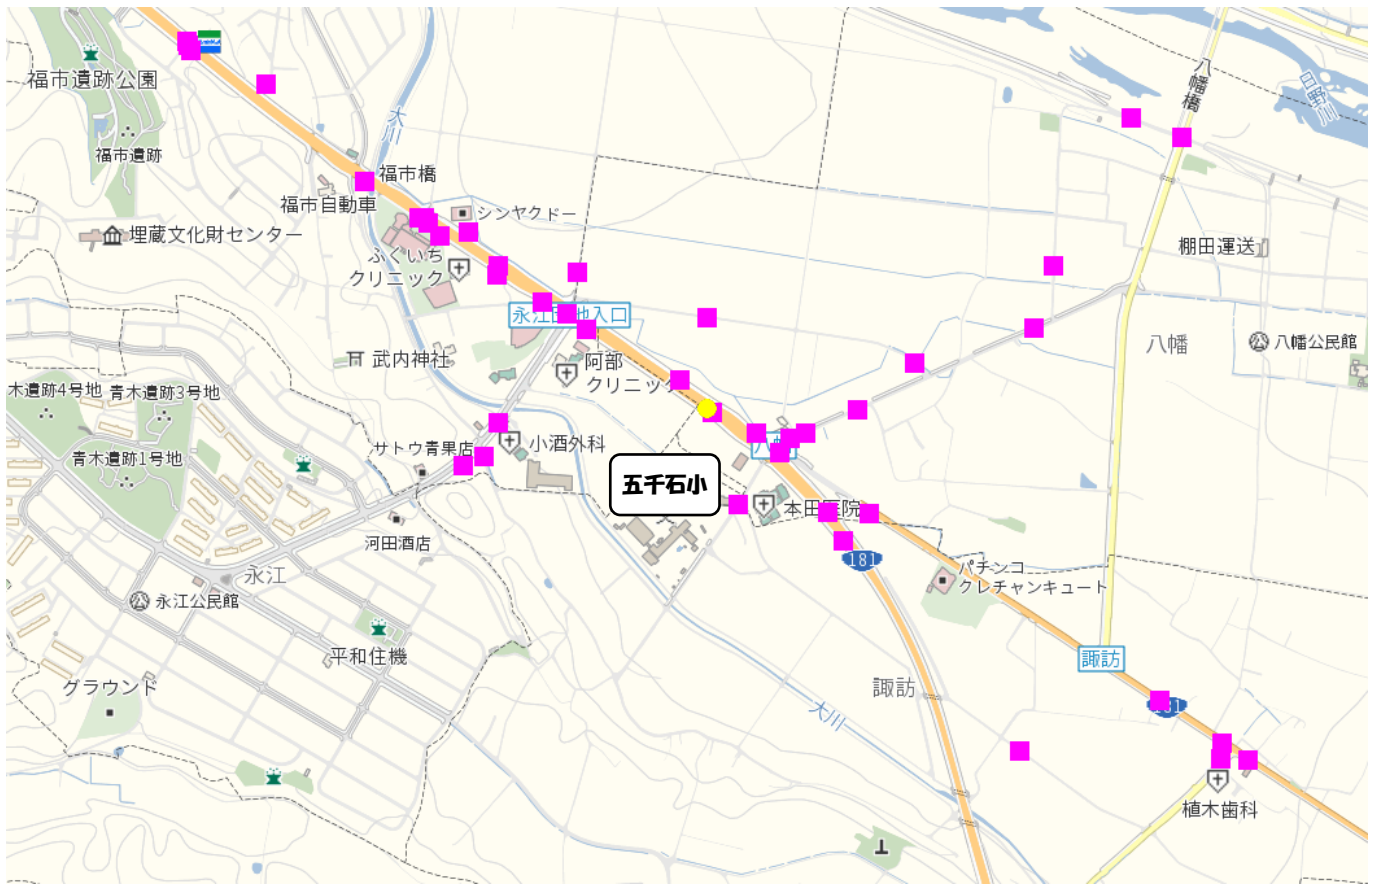 八幡橋
日野川
大川
福市遺跡公園
福市遺跡
福市橋
福市自動車
シンヤクドー
埋蔵文化財センター
ふくいち
クリニック
棚田運送
永江団地入口
八幡
八幡公民館
武内神社
阿部
クリニック
木遺跡4号地
青木遺跡3号地
サトウ青果店
小酒外科
青木遺跡1号地
五千石小
本田医院
河田酒店
181
永江
パチンコ
クレチャンキュート
永江公民館
平和住機
諏訪
グラウンド
諏訪
大川
植木歯科